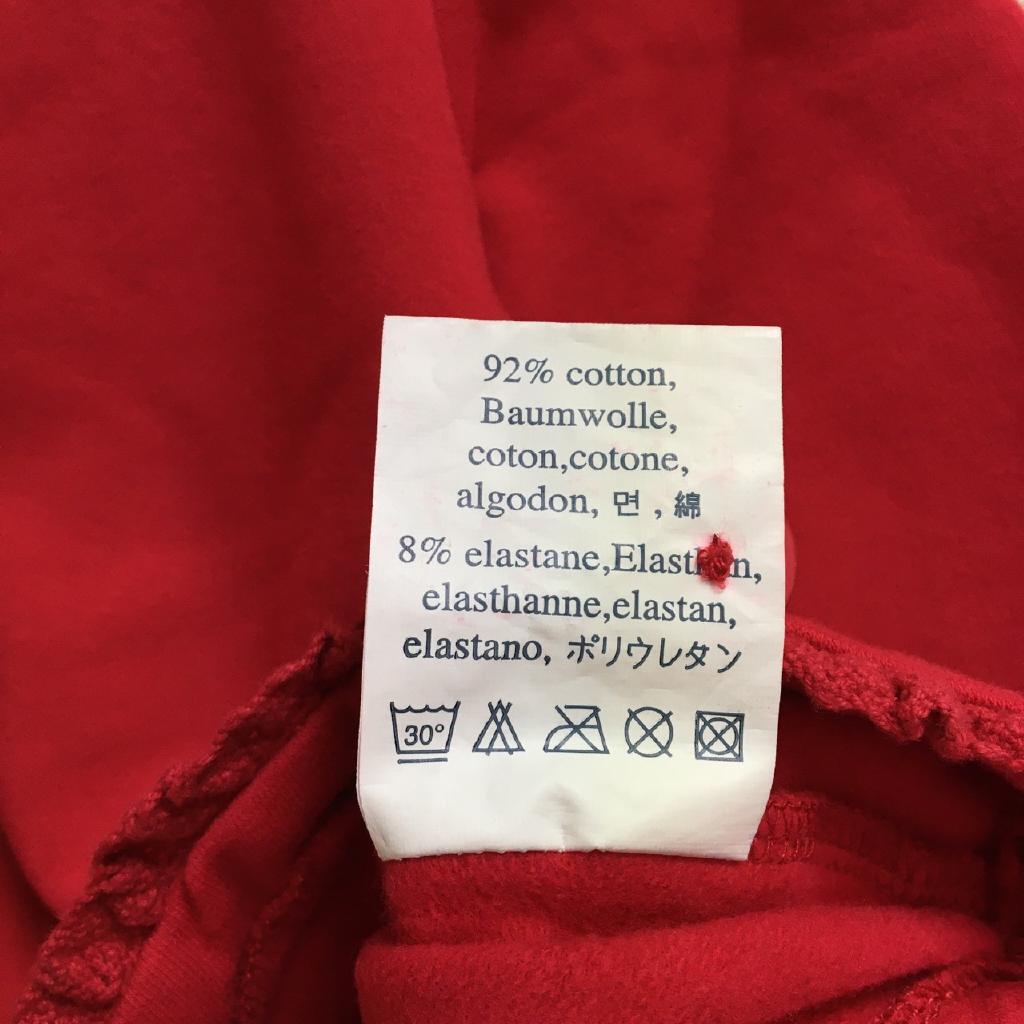 92% cotton,
Baumwolle,
coton,cotone,
algodon, 면 , 綿
8% elastane,
elasthanne,elastan,
elastano, ポリウレタン
30°